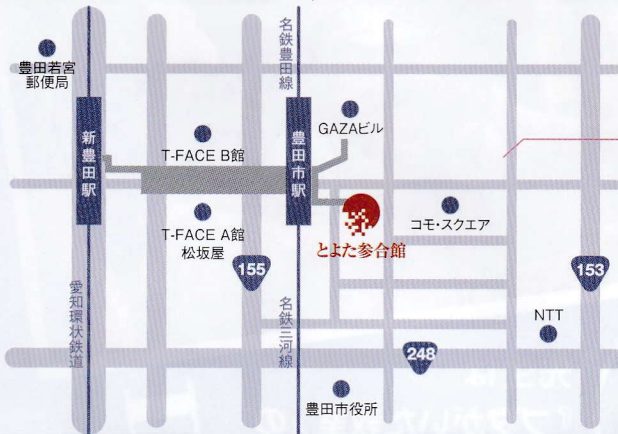 豊田若宮
郵便局
新豊田駅
愛知環状鉄道
T-FACE B館
T-FACE A館
松坂屋
155
名鉄豊田線
豊田市駅
名鉄三河線
GAZAビル
とよた参合館
コモ・スクエア
153
NTT
248
豊田市役所